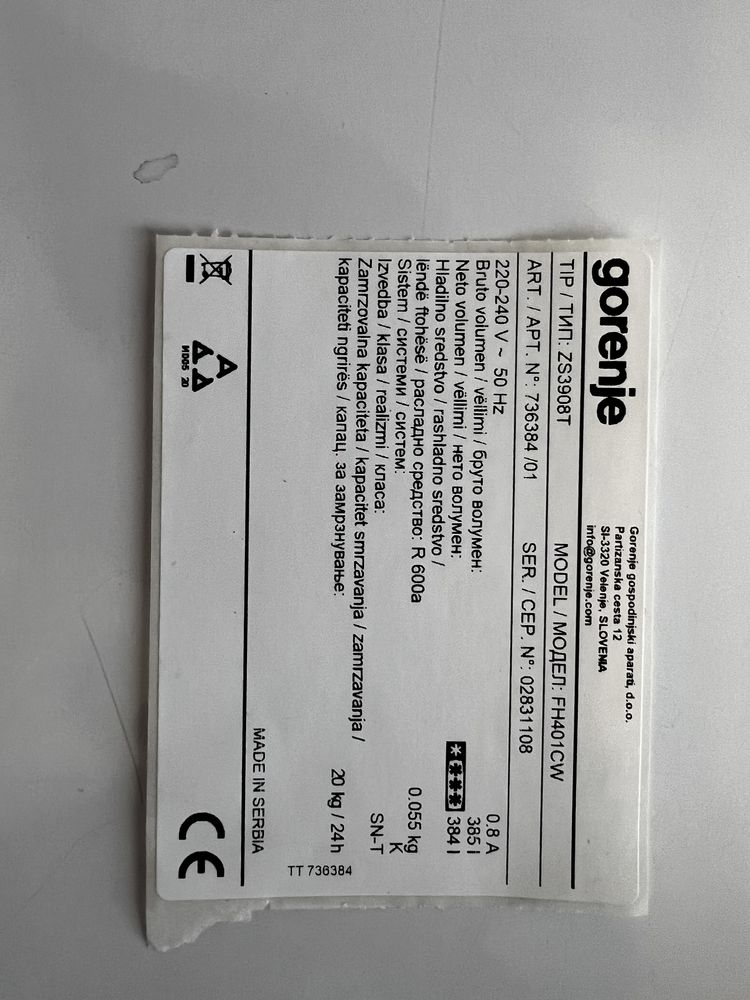 gorenje
Gorenje gospodinjski aparati, d.o.o.
Partizanska cesta 12
SI-3320 Velenje, SLOVENIA
info@gorenje.com
TIP / ТИП: ZS3908T MODEL / МОДЕЛ: FH401CW
ART. / АРТ. N°: 736384 /01 SER. / СЕР. N°: 02831108
220-240 V ~ 50 Hz 0.8 A
Bruto volumen / vëllimi / бруто волумен: 385 l
Neto volumen / vëllimi / нето волумен: 384 l
Hladilno sredstvo / rashladno sredstvo /
lëndë ftohësë / расладно средство: R 600a 0.055 kg
Sistem / системи / систем: K
Izvedba / klasa / realizmi / класа: SN-T
Zamrzovalna kapaciteta / kapacitet smrzavanja / zamrzavanja /
kapaciteti ngrirës / капац. за замрзнување: 20 kg / 24h
TT 736384
MADE IN SERBIA
A
И005 20
CE